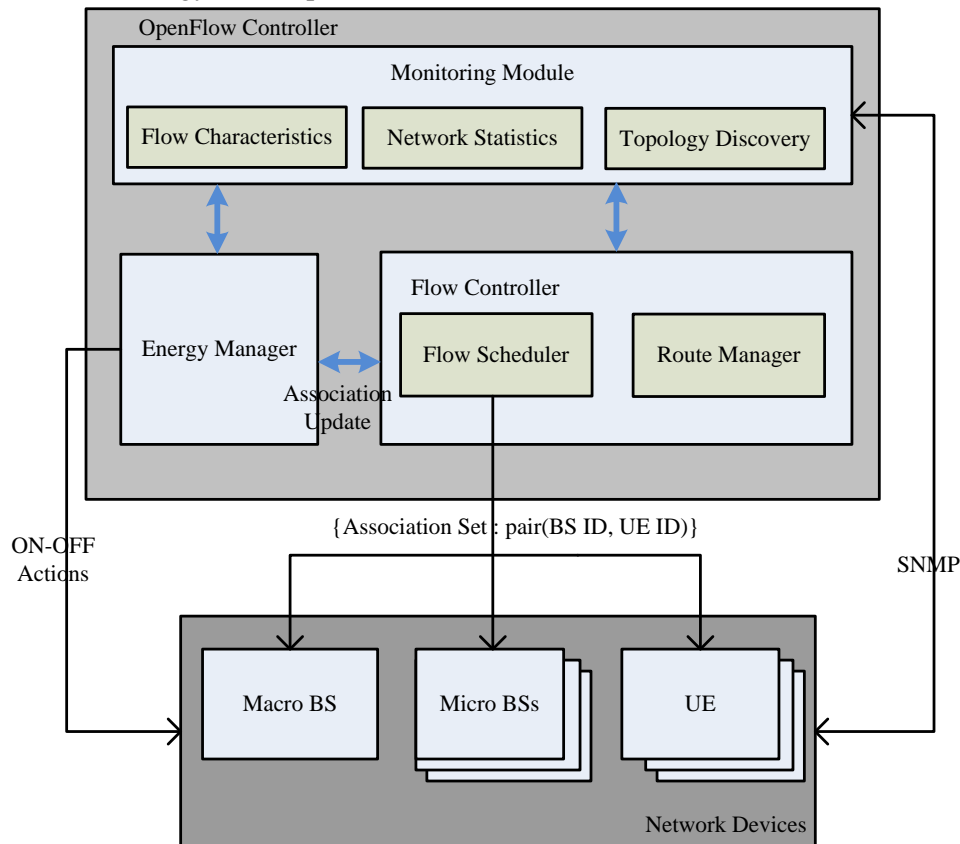 OpenFlow Controller
Monitoring Module
Flow Characteristics
Network Statistics
Topology Discovery
Flow Controller
Energy Manager
Flow Scheduler
Route Manager
Association
Update
{Association Set : pair(BS ID, UE ID)}
ON-OFF
Actions
SNMP
Macro BS
Micro BSs
UE
Network Devices